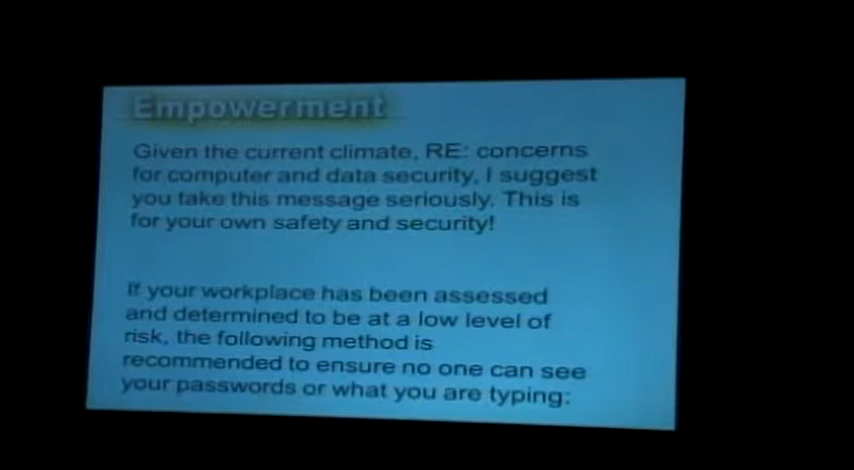 Empowerment
Given the current climate, RE: concerns
for computer and data security, I suggest
you take this message seriously. This is
for your own safety and security!
If your workplace has been assessed
and determined to be at a low level of
risk, the following method is
recommended to ensure no one can see
your passwords or what you are typing: